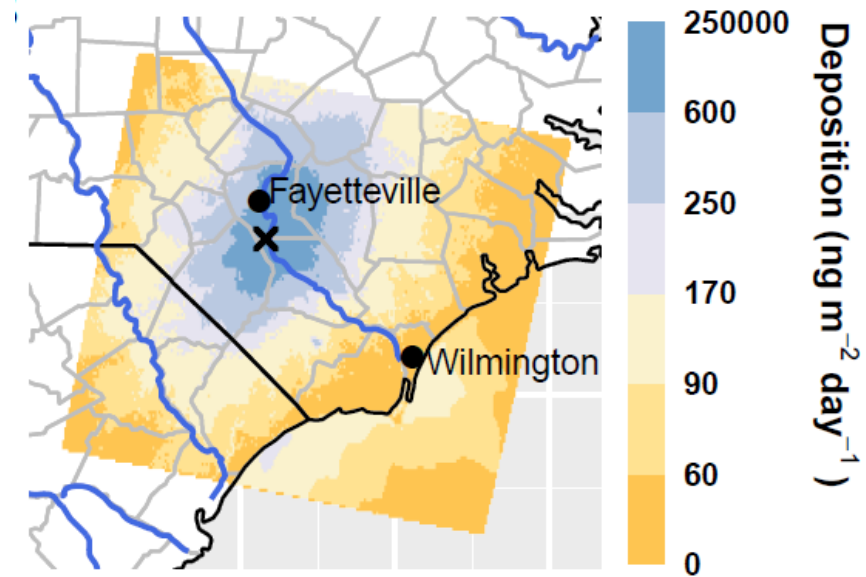 Fayetteville
Wilmington
250000
600
250
170
90
60
0
Deposition (ng m⁻² day⁻¹)